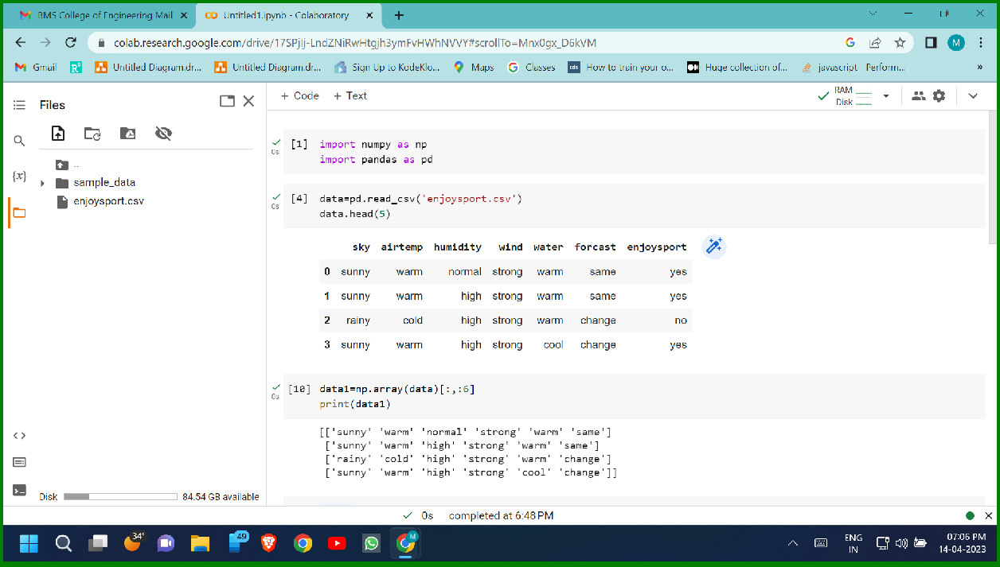 BMS College of Engineering Mail
Untitled1.ipynb - Colaboratory
colab.research.google.com/drive/17SPjIj-LndZNiRwHtgjh3ymFvHWhNVVY#scrollTo=Mnx0gx_D6kVM
M
Gmail
Untitled Diagram.dr...
Untitled Diagram.dr...
Sign Up to KodeKlo...
Maps
Classes
How to train your o...
Huge collection of...
javascript - Perform...
»
Files
+ Code + Text
RAM
Disk
{x}
..
sample_data
enjoysport.csv
0s
[1] import numpy as np
import pandas as pd
0s
[4] data=pd.read_csv('enjoysport.csv')
data.head(5)
sky airtemp humidity wind water forcast enjoysport
0 sunny warm normal strong warm same yes
1 sunny warm high strong warm same yes
2 rainy cold high strong warm change no
3 sunny warm high strong cool change yes
0s
[10] data1=np.array(data)[:,:6]
print(data1)
[['sunny' 'warm' 'normal' 'strong' 'warm' 'same']
['sunny' 'warm' 'high' 'strong' 'warm' 'same']
['rainy' 'cold' 'high' 'strong' 'warm' 'change']
['sunny' 'warm' 'high' 'strong' 'cool' 'change']]
Disk 84.54 GB available
0s completed at 6:48 PM
34°
49
M
ENG
IN
07:06 PM
14-04-2023